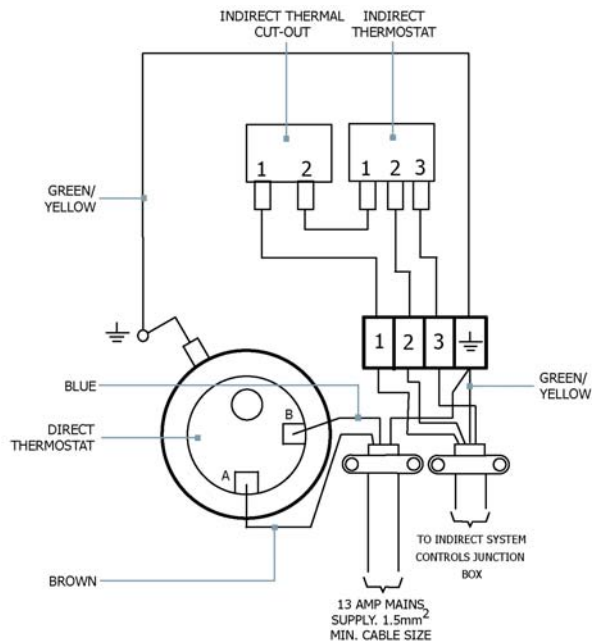 INDIRECT THERMAL
CUT-OUT
INDIRECT
THERMOSTAT
1
2
1
2
3
GREEN/
YELLOW
1
2
3
BLUE
GREEN/
YELLOW
DIRECT
THERMOSTAT
B
A
TO INDIRECT SYSTEM
CONTROLS JUNCTION
BOX
BROWN
13 AMP MAINS
SUPPLY. 1.5mm2
MIN. CABLE SIZE